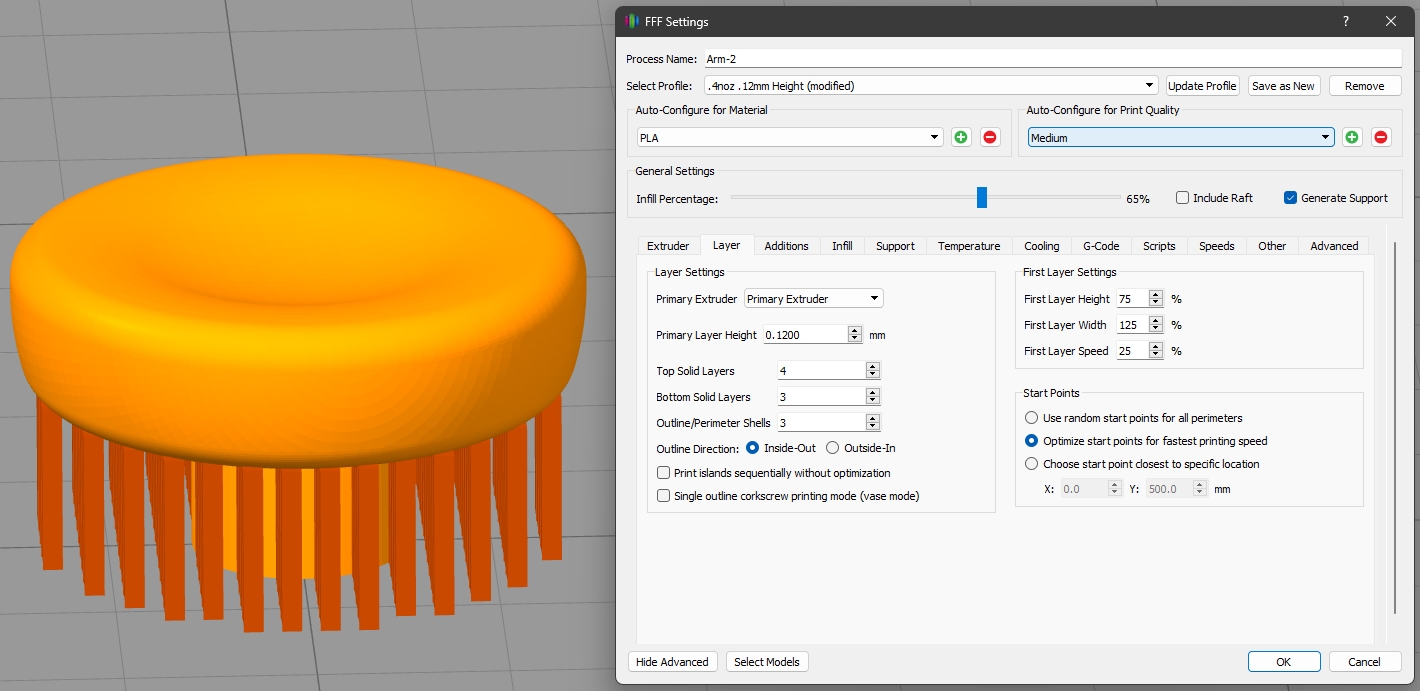 FFF Settings
Process Name: Arm-2
Select Profile: .4noz .12mm Height (modified) Update Profile Save as New Remove
Auto-Configure for Material Auto-Configure for Print Quality
PLA Medium
General Settings
Infill Percentage: 65% Include Raft Generate Support
Extruder Layer Additions Infill Support Temperature Cooling G-Code Scripts Speeds Other Advanced
Layer Settings First Layer Settings
Primary Extruder Primary Extruder First Layer Height 75 %
First Layer Width 125 %
Primary Layer Height 0.1200 mm First Layer Speed 25 %
Top Solid Layers 4
Bottom Solid Layers 3 Start Points
Outline/Perimeter Shells 3 Use random start points for all perimeters
Outline Direction: Inside-Out Outside-In Optimize start points for fastest printing speed
Print islands sequentially without optimization Choose start point closest to specific location
Single outline corkscrew printing mode (vase mode) X: 0.0 Y: 500.0 mm
Hide Advanced Select Models OK Cancel